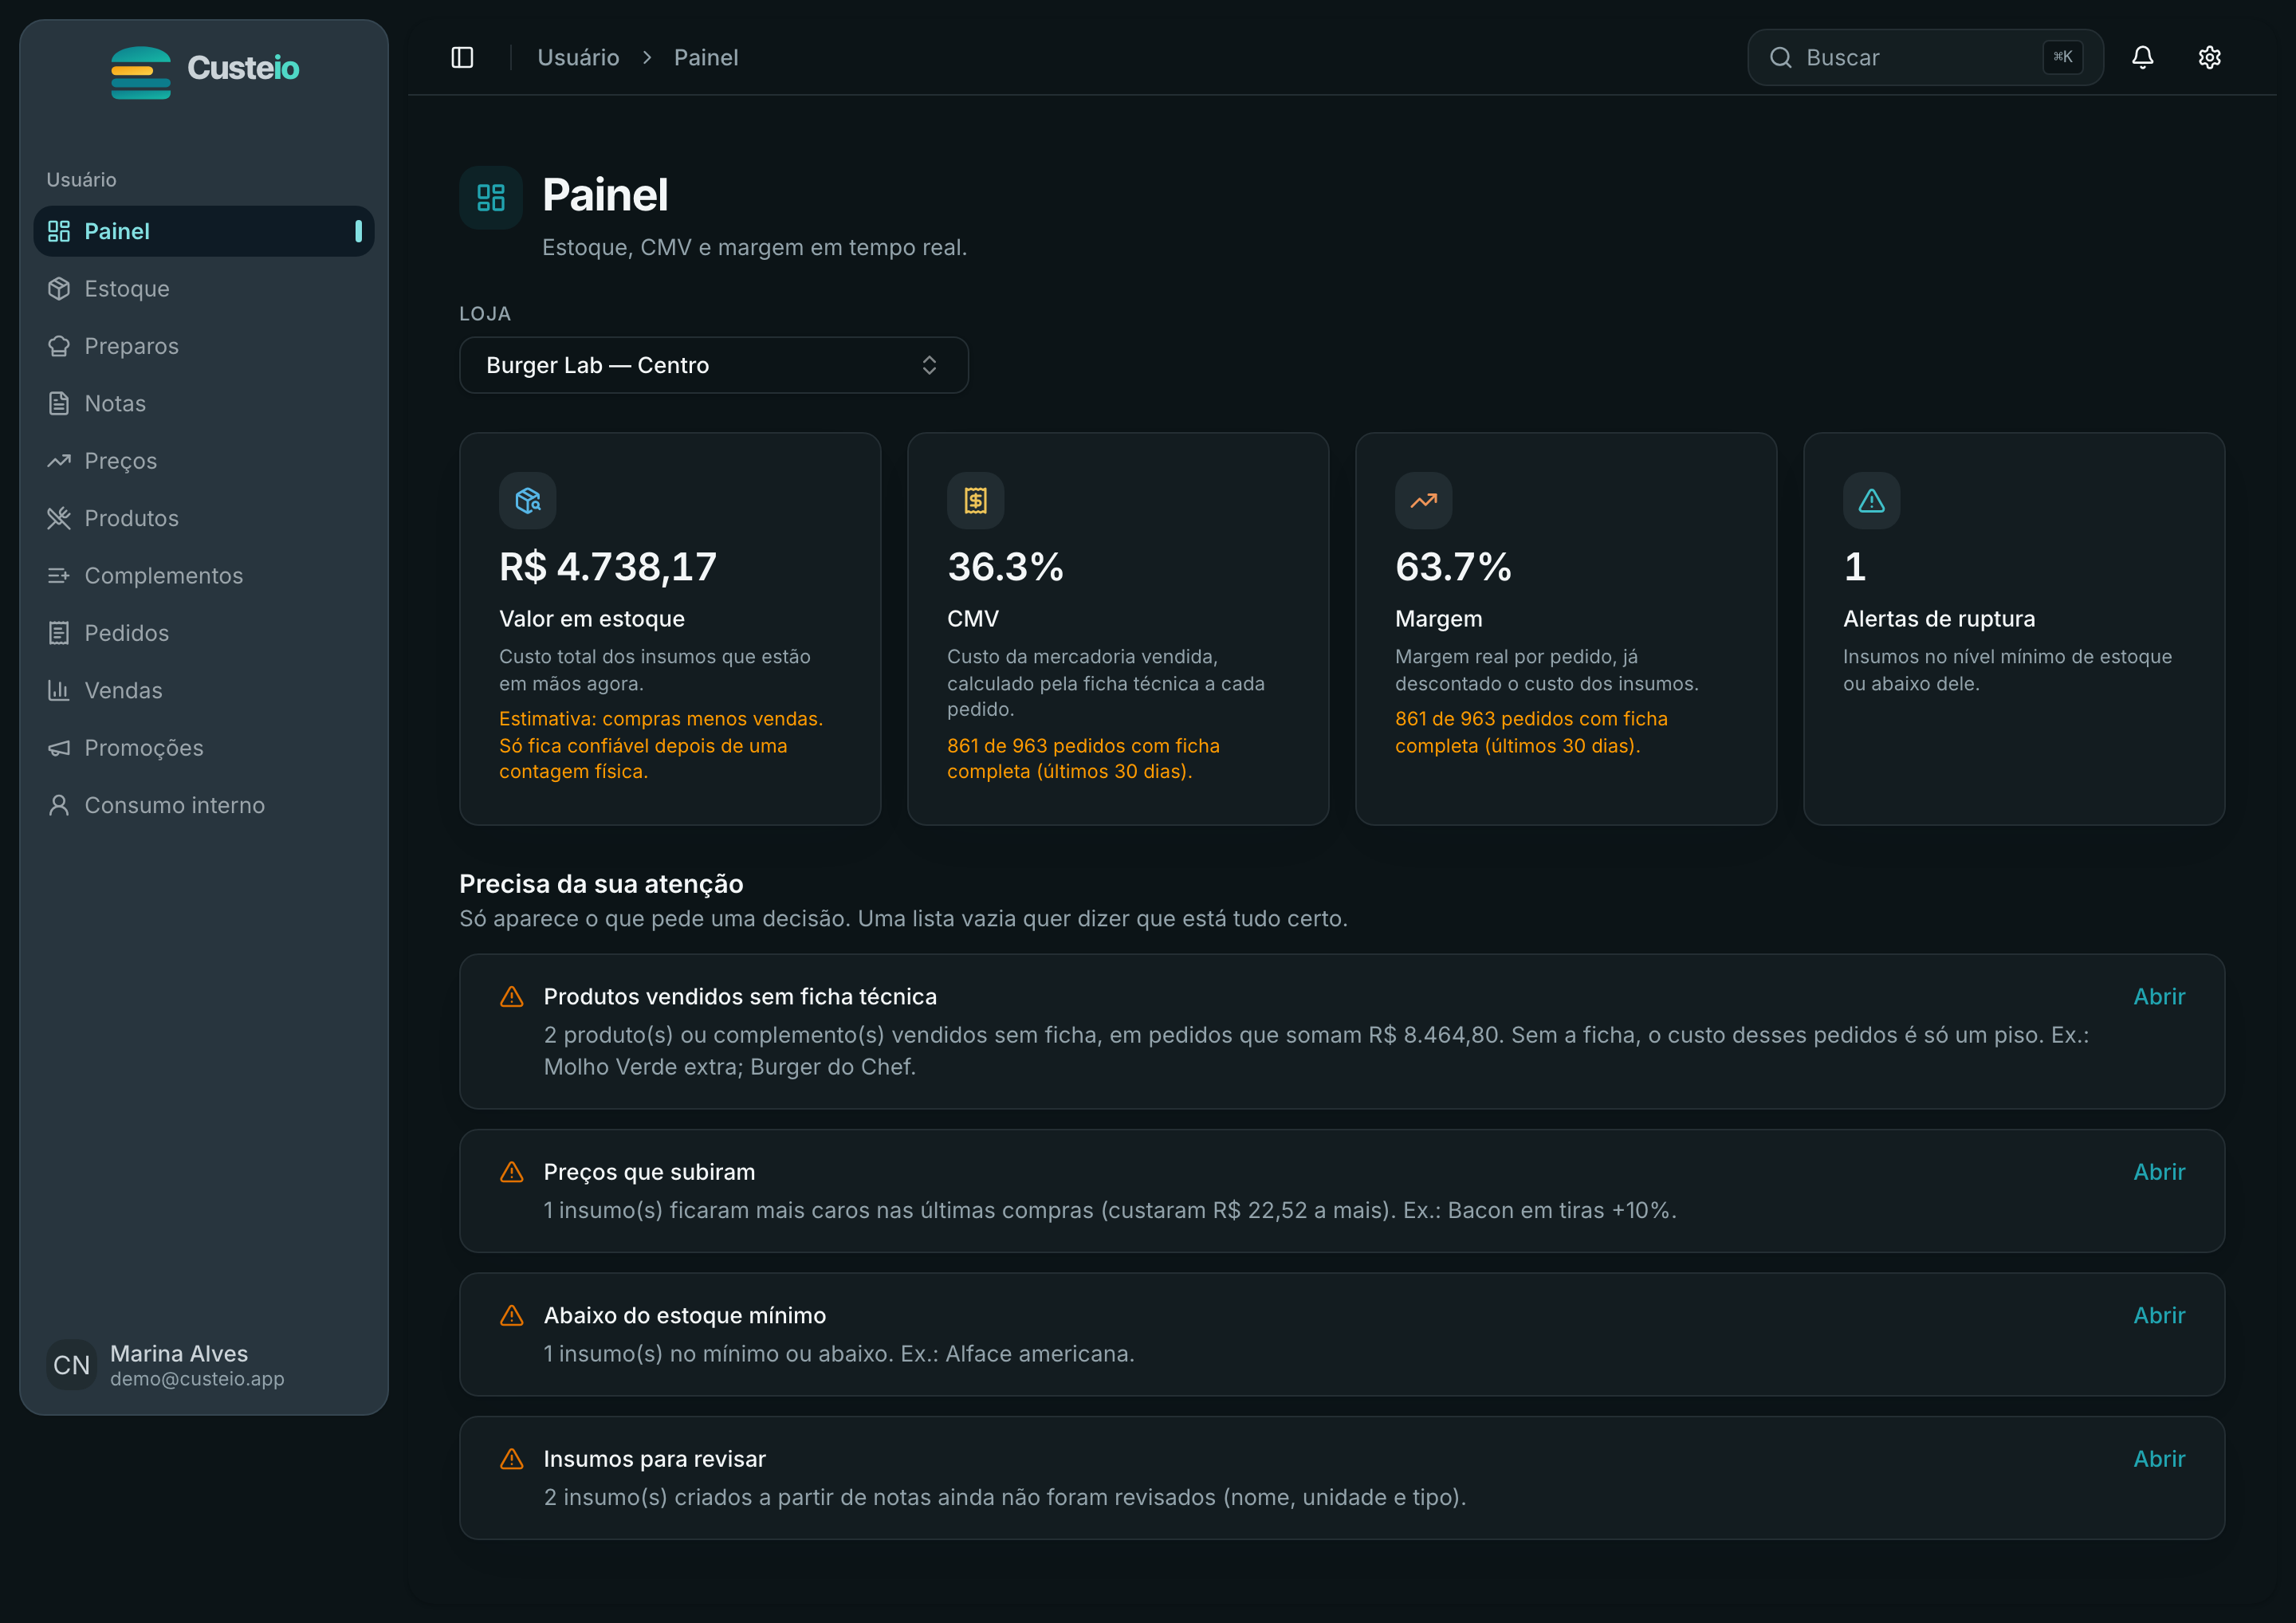 Custeio
Usuário
Painel
Estoque
Preparos
Notas
Preços
Produtos
Complementos
Pedidos
Vendas
Promoções
Consumo interno
CN
Marina Alves
demo@custeio.app
Usuário
Painel
Buscar
⌘K
Painel
Estoque, CMV e margem em tempo real.
LOJA
Burger Lab — Centro
R$ 4.738,17
Valor em estoque
Custo total dos insumos que estão
em mãos agora.
Estimativa: compras menos vendas.
Só fica confiável depois de uma
contagem física.
36.3%
CMV
Custo da mercadoria vendida,
calculado pela ficha técnica a cada
pedido.
861 de 963 pedidos com ficha
completa (últimos 30 dias).
63.7%
Margem
Margem real por pedido, já
descontado o custo dos insumos.
861 de 963 pedidos com ficha
completa (últimos 30 dias).
1
Alertas de ruptura
Insumos no nível mínimo de estoque
ou abaixo dele.
Precisa da sua atenção
Só aparece o que pede uma decisão. Uma lista vazia quer dizer que está tudo certo.
Produtos vendidos sem ficha técnica
Abrir
2 produto(s) ou complemento(s) vendidos sem ficha, em pedidos que somam R$ 8.464,80. Sem a ficha, o custo desses pedidos é só um piso. Ex.:
Molho Verde extra; Burger do Chef.
Preços que subiram
Abrir
1 insumo(s) ficaram mais caros nas últimas compras (custaram R$ 22,52 a mais). Ex.: Bacon em tiras +10%.
Abaixo do estoque mínimo
Abrir
1 insumo(s) no mínimo ou abaixo. Ex.: Alface americana.
Insumos para revisar
Abrir
2 insumo(s) criados a partir de notas ainda não foram revisados (nome, unidade e tipo).